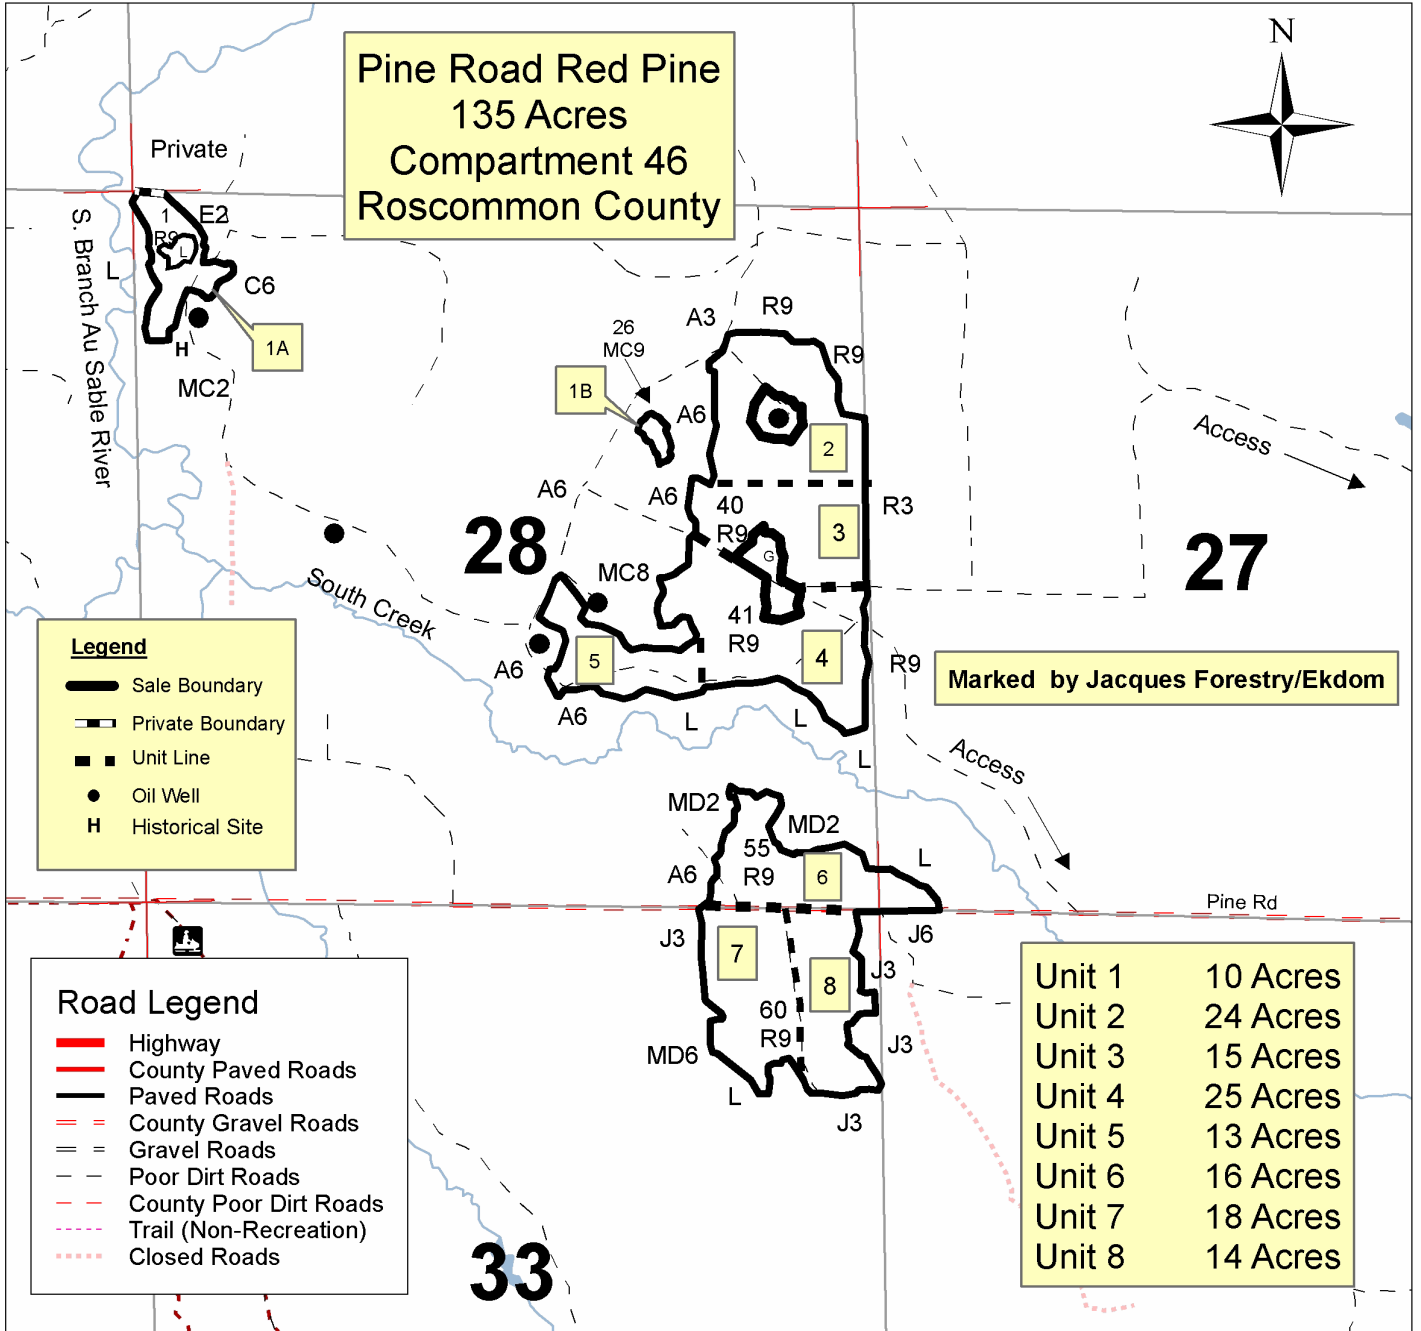 Pine Road Red Pine
135 Acres
Compartment 46
Roscommon County
N
Private
1
R9
L
E2
C6
L
S. Branch Au Sable River
1A
H
MC2
26
MC9
1B
A3
R9
R9
A6
2
A6
A6
40
R9
3
R3
G
28
27
Access
MC8
South Creek
41
R9
4
5
A6
A6
L
L
L
R9
Marked by Jacques Forestry/Ekdom
Access
Legend
Sale Boundary
Private Boundary
Unit Line
Oil Well
H Historical Site
MD2
MD2
55
R9
6
A6
L
Pine Rd
J3
7
8
J6
J3
60
R9
J3
MD6
L
J3
Road Legend
Highway
County Paved Roads
Paved Roads
County Gravel Roads
Gravel Roads
Poor Dirt Roads
County Poor Dirt Roads
Trail (Non-Recreation)
Closed Roads
33
Unit 1 10 Acres
Unit 2 24 Acres
Unit 3 15 Acres
Unit 4 25 Acres
Unit 5 13 Acres
Unit 6 16 Acres
Unit 7 18 Acres
Unit 8 14 Acres